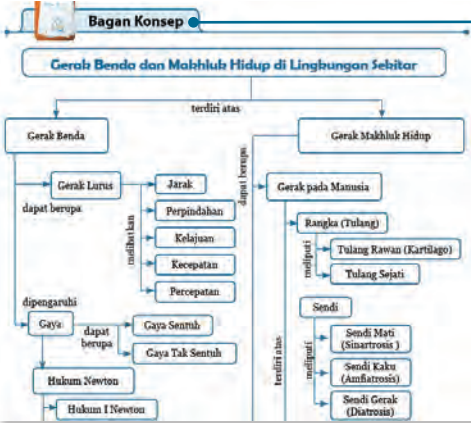 Bagan Konsep
Gerak Benda dan Makhluk Hidup di Lingkungan Sekitar
terdiri atas
Gerak Benda
Gerak Makhluk Hidup
dapat berupa
Gerak Lurus
melibatkan
Jarak
Perpindahan
Kelajuan
Kecepatan
Percepatan
dipengaruhi
Gaya
dapat
berupa
Gaya Sentuh
Gaya Tak Sentuh
Hukum Newton
Hukum I Newton
dapat berupa
Gerak pada Manusia
terdiri atas
Rangka (Tulang)
meliputi
Tulang Rawan (Kartilago)
Tulang Sejati
Sendi
meliputi
Sendi Mati
(Sinartrosis )
Sendi Kaku
(Amfiatrosis)
Sendi Gerak
(Diatrosis)